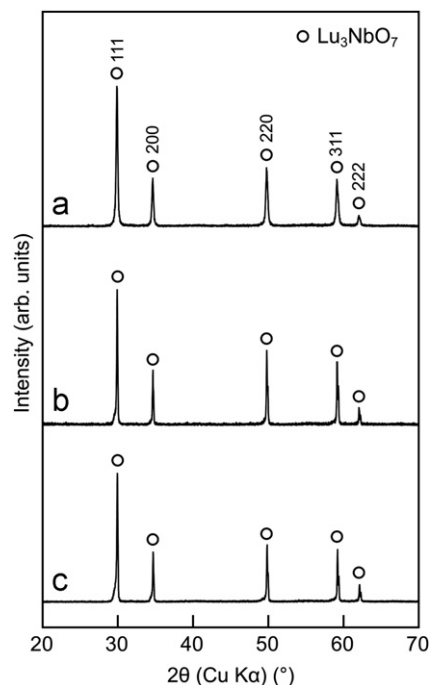 Lu₃NbO₇
111
200
220
311
222
a
b
c
Intensity (arb. units)
20 30 40 50 60 70
2θ (Cu Kα) (°)